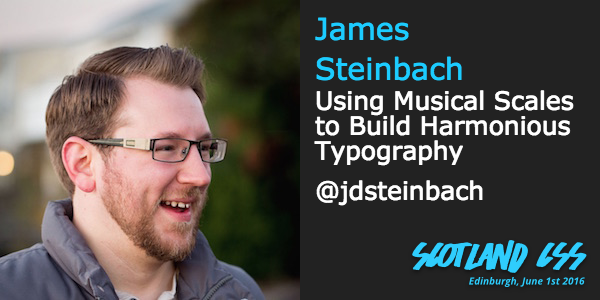 James
Steinbach
Using Musical Scales
to Build Harmonious
Typography
@jdsteinbach
SCOTLAND CSS
Edinburgh, June 1st 2016